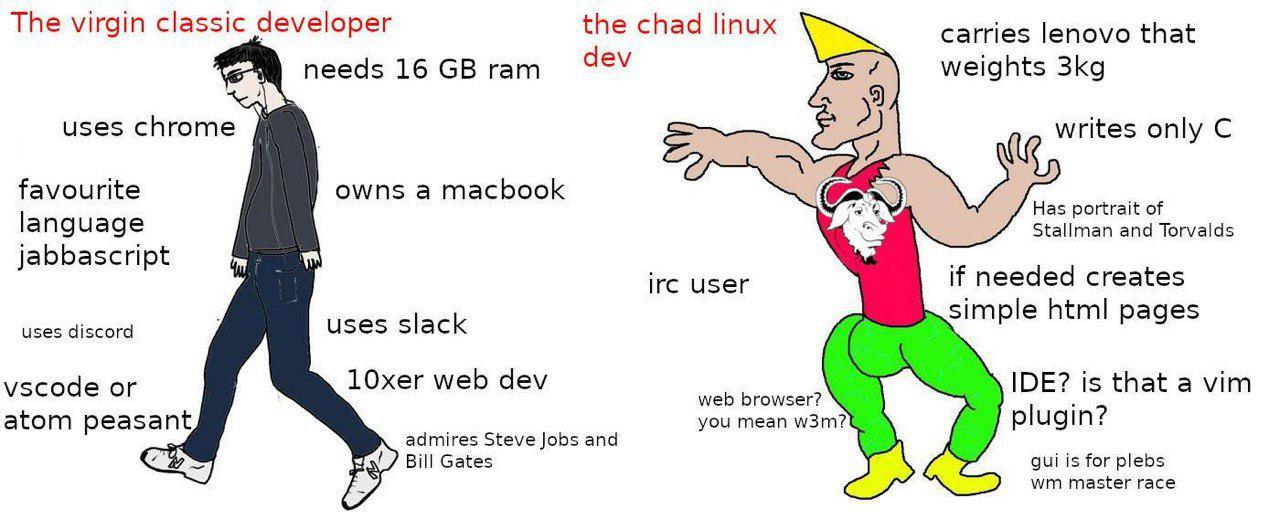 The virgin classic developer
needs 16 GB ram
uses chrome
favourite
language
jabbascript
owns a macbook
uses discord
uses slack
vscode or
atom peasant
10xer web dev
admires Steve Jobs and
Bill Gates
the chad linux
dev
carries lenovo that
weights 3kg
writes only C
Has portrait of
Stallman and Torvalds
irc user
if needed creates
simple html pages
web browser?
you mean w3m?
IDE? is that a vim
plugin?
gui is for plebs
wm master race